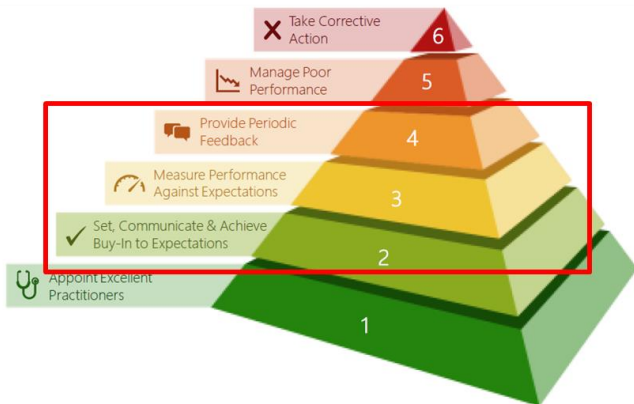 Take Corrective
Action
6
Manage Poor
Performance
5
Provide Periodic
Feedback
4
Measure Performance
Against Expectations
3
Set, Communicate & Achieve
Buy-In to Expectations
2
Appoint Excellent
Practitioners
1